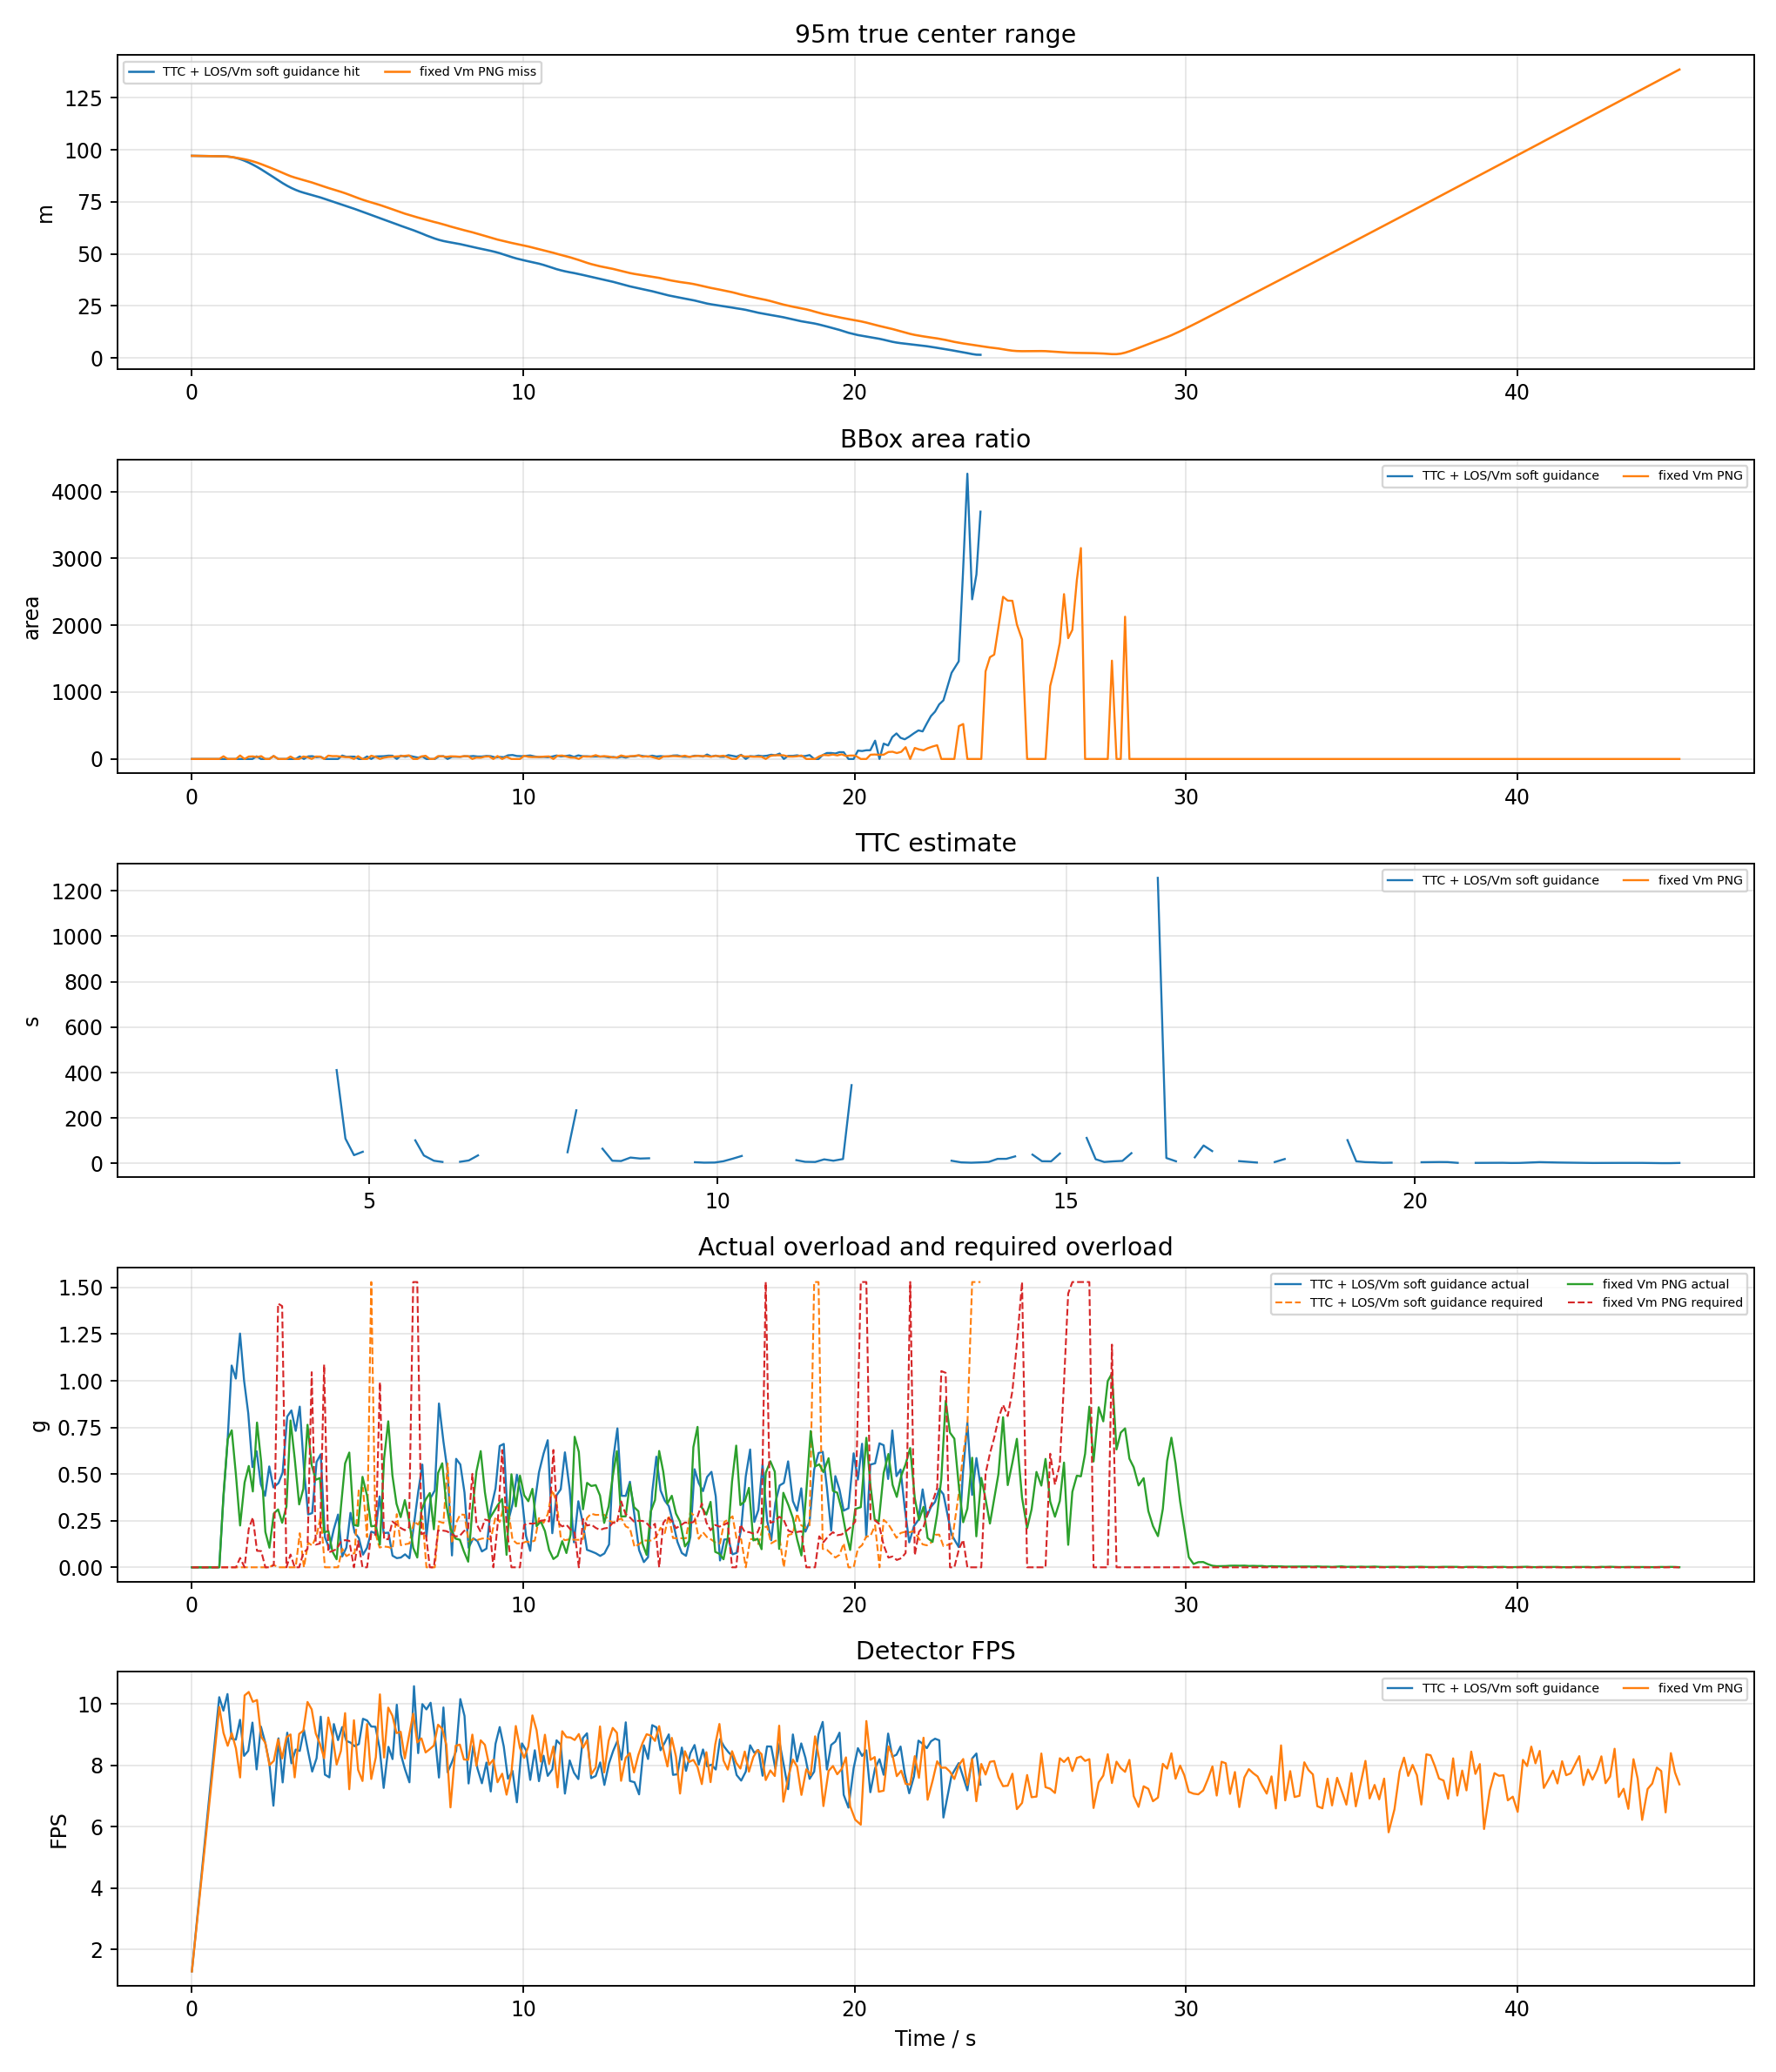 95m true center range
TTC + LOS/Vm soft guidance hit fixed Vm PNG miss
125
100
75
50
25
0
m
0 10 20 30 40
BBox area ratio
TTC + LOS/Vm soft guidance fixed Vm PNG
4000
3000
2000
1000
0
area
0 10 20 30 40
TTC estimate
TTC + LOS/Vm soft guidance fixed Vm PNG
1200
1000
800
600
400
200
0
s
5 10 15 20
Actual overload and required overload
TTC + LOS/Vm soft guidance actual fixed Vm PNG actual
TTC + LOS/Vm soft guidance required fixed Vm PNG required
1.50
1.25
1.00
0.75
0.50
0.25
0.00
g
0 10 20 30 40
Detector FPS
TTC + LOS/Vm soft guidance fixed Vm PNG
10
8
6
4
2
FPS
0 10 20 30 40
Time / s